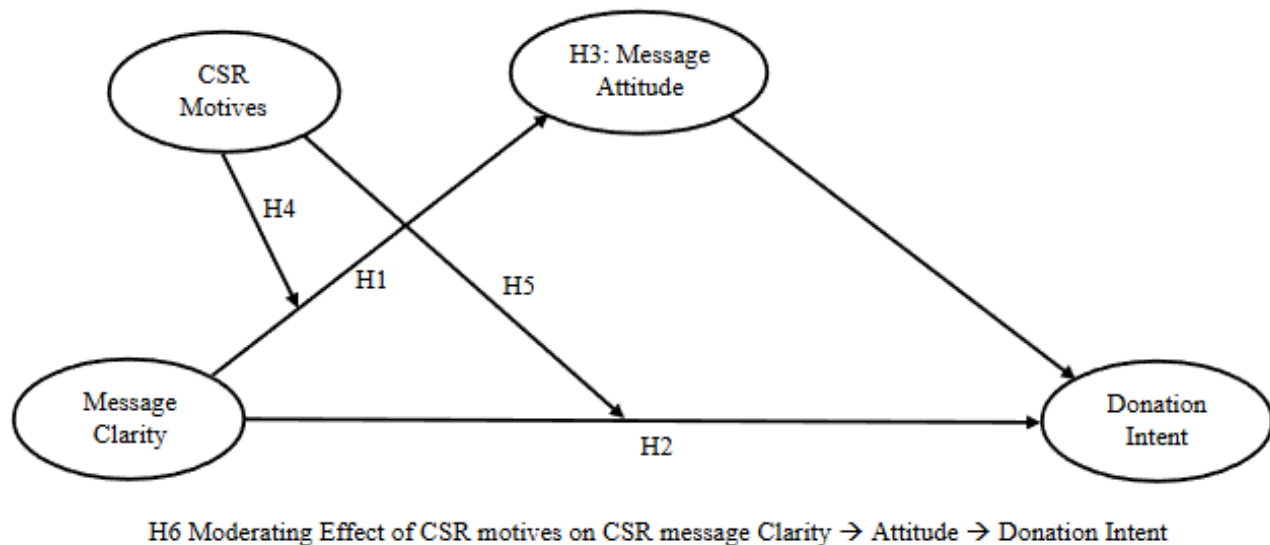 CSR
Motives
H3: Message
Attitude
H4
H1
H5
Message
Clarity
H2
Donation
Intent
H6 Moderating Effect of CSR motives on CSR message Clarity → Attitude → Donation Intent